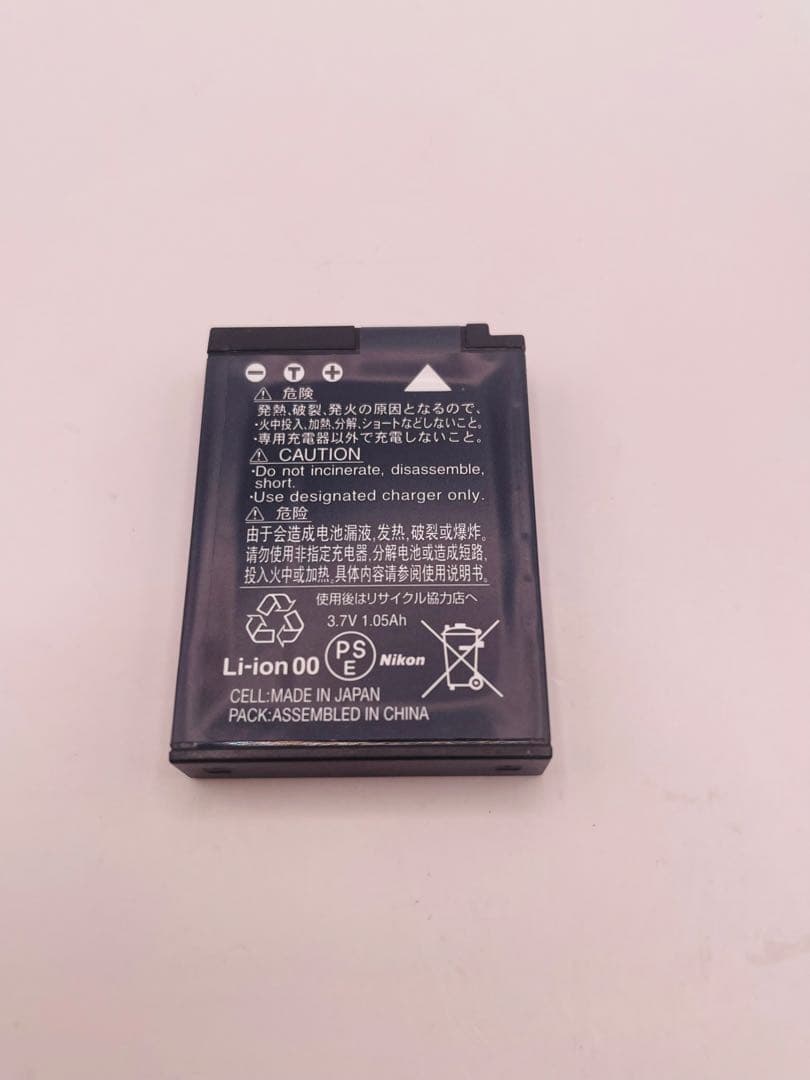 − T +
⚠ 危険
発熱、破裂、発火の原因となるので、
・火中投入、加熱、分解、ショートなどしないこと。
・専用充電器以外で充電しないこと。
⚠ CAUTION
·Do not incinerate, disassemble,
short.
·Use designated charger only.
⚠ 危险
由于会造成电池漏液,发热,破裂或爆炸。
请勿使用非指定充电器,分解电池或造成短路,
投入火中或加热。具体内容请参阅使用说明书。
使用後はリサイクル協力店へ
3.7V 1.05Ah
Li-ion 00 PSE Nikon
CELL:MADE IN JAPAN
PACK:ASSEMBLED IN CHINA